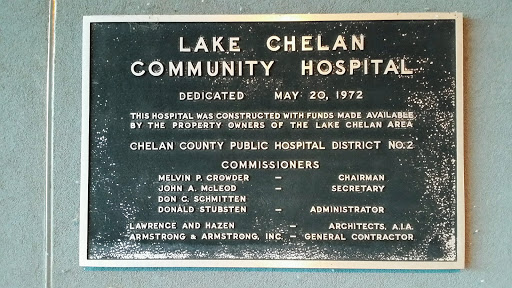 LAKE CHELAN
COMMUNITY HOSPITAL
DEDICATED MAY 20, 1972
THIS HOSPITAL WAS CONSTRUCTED WITH FUNDS MADE AVAILABLE
BY THE PROPERTY OWNERS OF THE LAKE CHELAN AREA
CHELAN COUNTY PUBLIC HOSPITAL DISTRICT NO.2
COMMISSIONERS
MELVIN P. CROWDER – CHAIRMAN
JOHN A. McLEOD – SECRETARY
DON C. SCHMITTEN
DONALD STUBSTEN – ADMINISTRATOR
LAWRENCE AND HAZEN – ARCHITECTS, A.I.A.
ARMSTRONG & ARMSTRONG, INC. – GENERAL CONTRACTOR